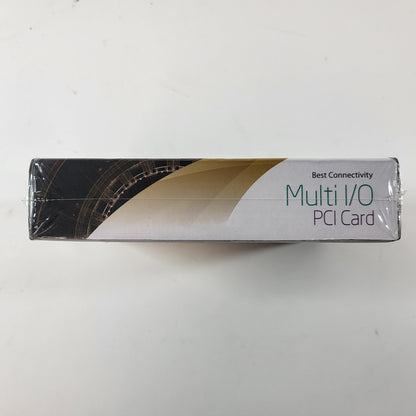 Best Connectivity
Multi I/O
PCI Card